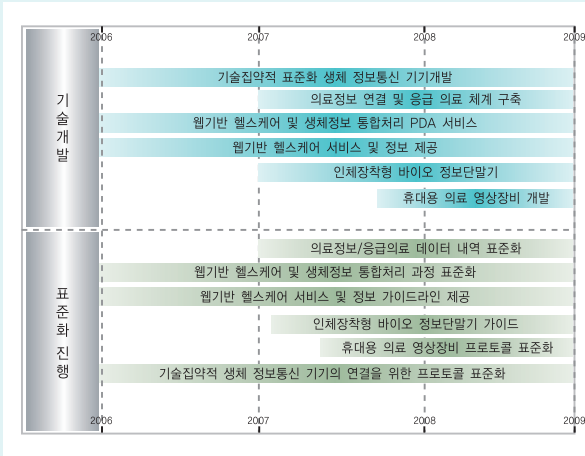 2006 2007 2008 2009
기술개발
기술집약적 표준화 생체 정보통신 기기개발
의료정보 연결 및 응급 의료 체계 구축
웹기반 헬스케어 및 생체정보 통합처리 PDA 서비스
웹기반 헬스케어 서비스 및 정보 제공
인체장착형 바이오 정보단말기
휴대용 의료 영상장비 개발
표준화 진행
의료정보/응급의료 데이터 내역 표준화
웹기반 헬스케어 및 생체정보 통합처리 과정 표준화
웹기반 헬스케어 서비스 및 정보 가이드라인 제공
인체장착형 바이오 정보단말기 가이드
휴대용 의료 영상장비 프로토콜 표준화
기술집약적 생체 정보통신 기기의 연결을 위한 프로토콜 표준화
2006 2007 2008 2009